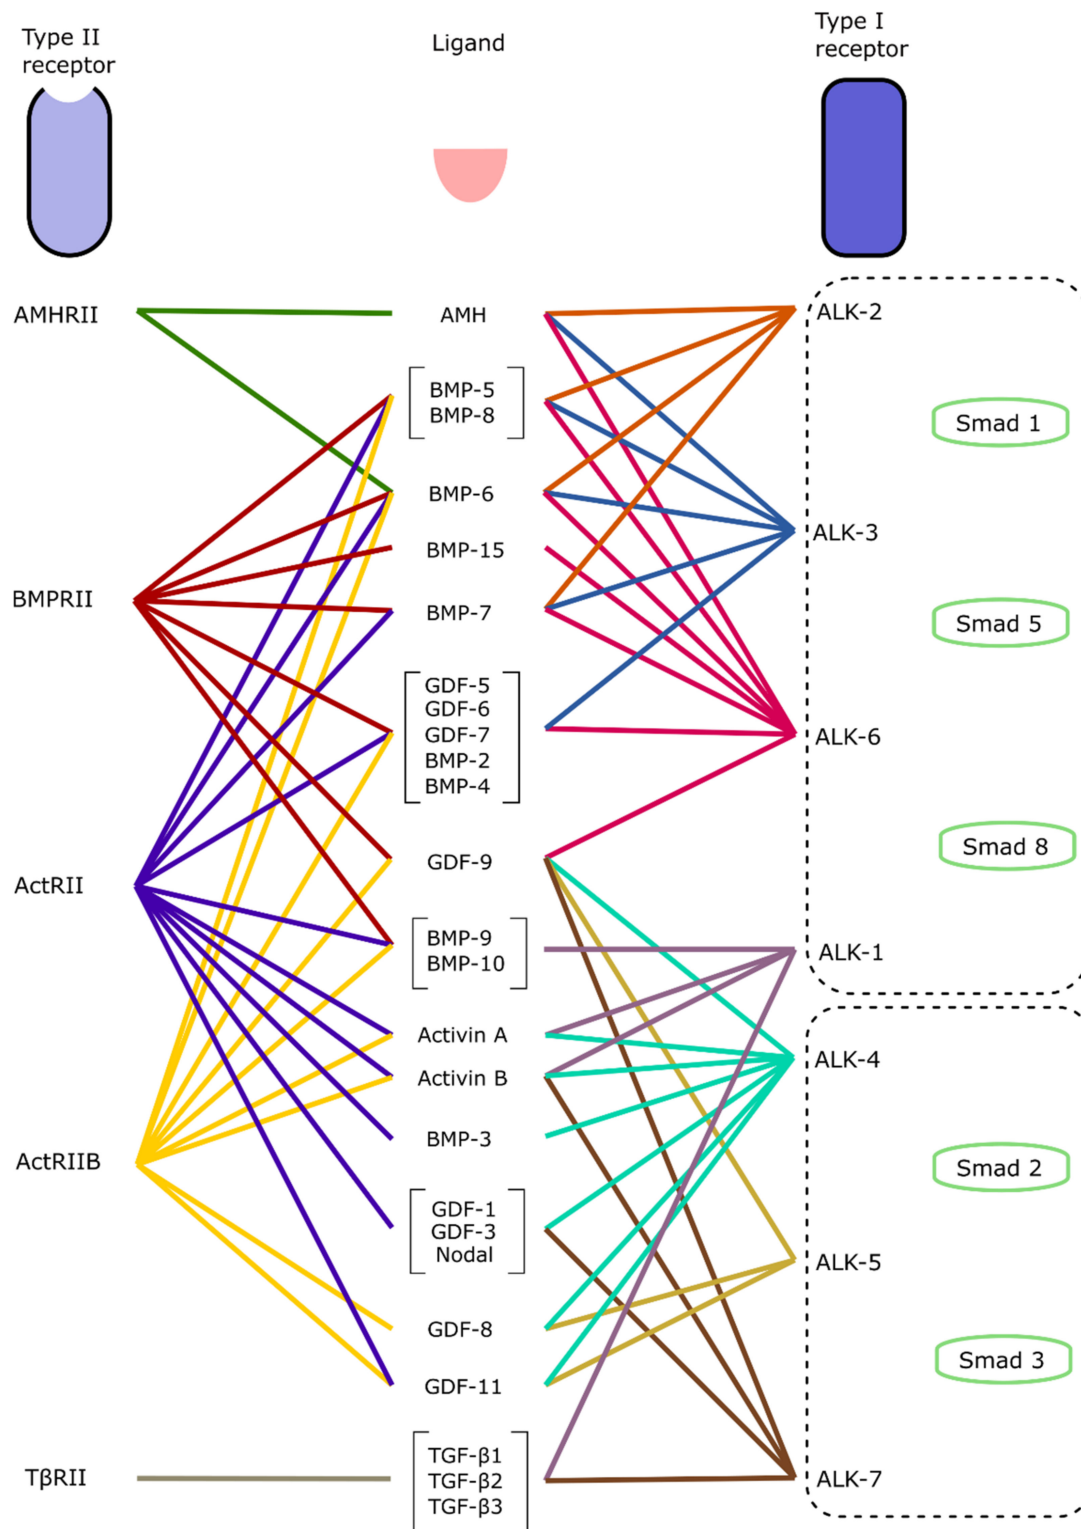 Type II
receptor
Ligand
Type I
receptor
AMHRII
BMPRII
ActRII
ActRIIB
TβRII
AMH
BMP-5
BMP-8
BMP-6
BMP-15
BMP-7
GDF-5
GDF-6
GDF-7
BMP-2
BMP-4
GDF-9
BMP-9
BMP-10
Activin A
Activin B
BMP-3
GDF-1
GDF-3
Nodal
GDF-8
GDF-11
TGF-β1
TGF-β2
TGF-β3
ALK-2
ALK-3
ALK-6
ALK-1
ALK-4
ALK-5
ALK-7
Smad 1
Smad 5
Smad 8
Smad 2
Smad 3